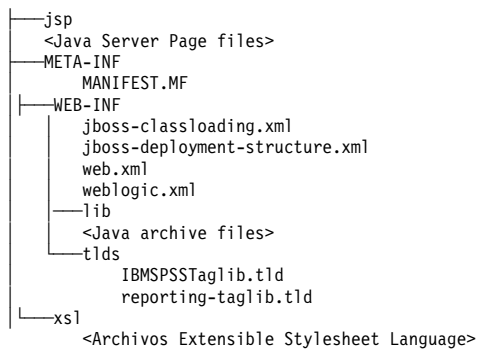 ├───jsp
│   <Java Server Page files>
├───META-INF
│       MANIFEST.MF
│├───WEB-INF
│   │   jboss-classloading.xml
│   │   jboss-deployment-structure.xml
│   │   web.xml
│   │   weblogic.xml
│   ├───lib
│   │   <Java archive files>
│   └───tlds
│           IBMSPSSTaglib.tld
│           reporting-taglib.tld
│└───xsl
        <Archivos Extensible Stylesheet Language>